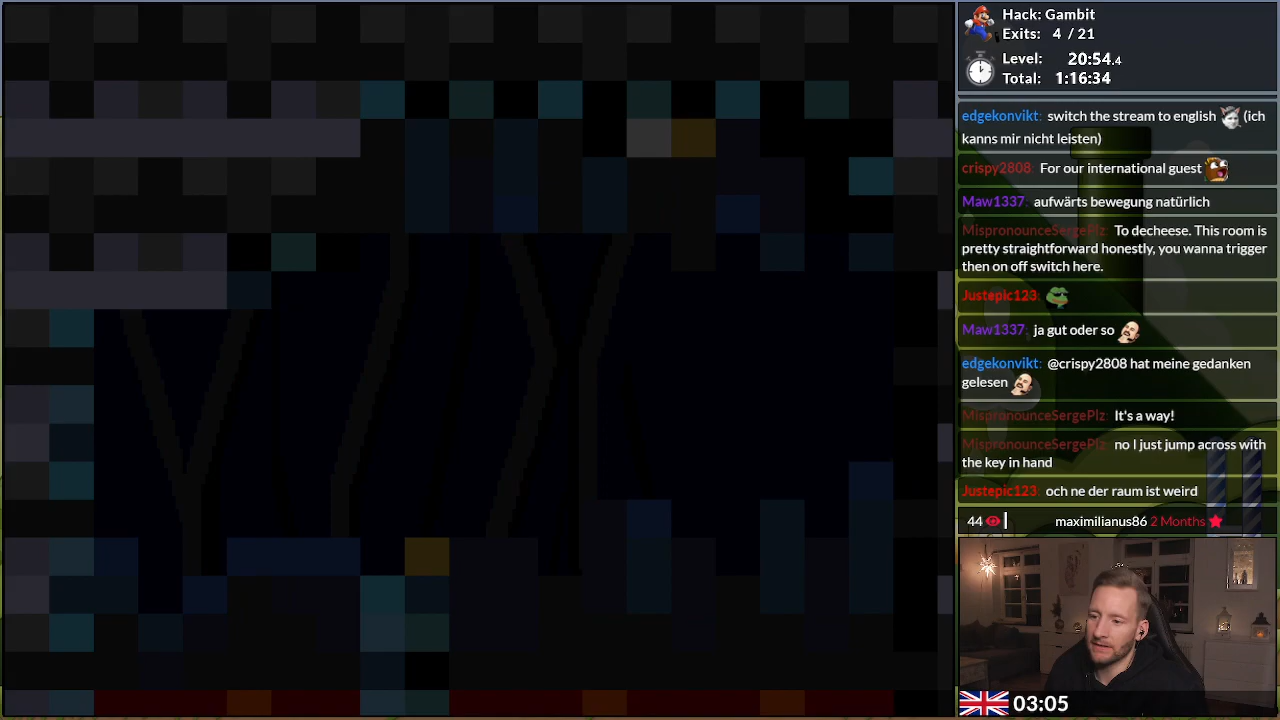 Hack: Gambit
Exits: 4 / 21
Level: 20:54.4
Total: 1:16:34
edgekonvikt: switch the stream to english (ich
kanns mir nicht leisten)
crispy2808: For our international guest
Maw1337: aufwärts bewegung natürlich
MispronounceSergePlz: To decheese. This room is
pretty straightforward honestly, you wanna trigger
then on off switch here.
Justepic123:
Maw1337: ja gut oder so
edgekonvikt: @crispy2808 hat meine gedanken
gelesen
MispronounceSergePlz: It's a way!
MispronounceSergePlz: no I just jump across with
the key in hand
Justepic123: och ne der raum ist weird
44 maximilianus86 2 Months
03:05